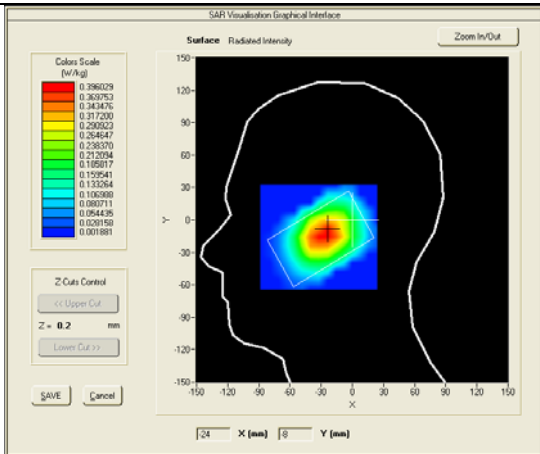 SAR Visualisation Graphical Interface
Surface Radiated Intensity
Zoom In/Out
Colors Scale
(W/kg)
0.396029
0.369753
0.343476
0.317200
0.290923
0.264647
0.238370
0.212094
0.185817
0.159541
0.133264
0.106988
0.080711
0.054435
0.028158
0.001881
Z Cuts Control
<< Upper Cut
Z = 0.2 mm
Lower Cut >>
SAVE Cancel
150
120
90
60
30
0
-30
-60
-90
-120
-150
Y
-150 -120 -90 -60 -30 0 30 60 90 120 150
X
-24 X (mm) -8 Y (mm)